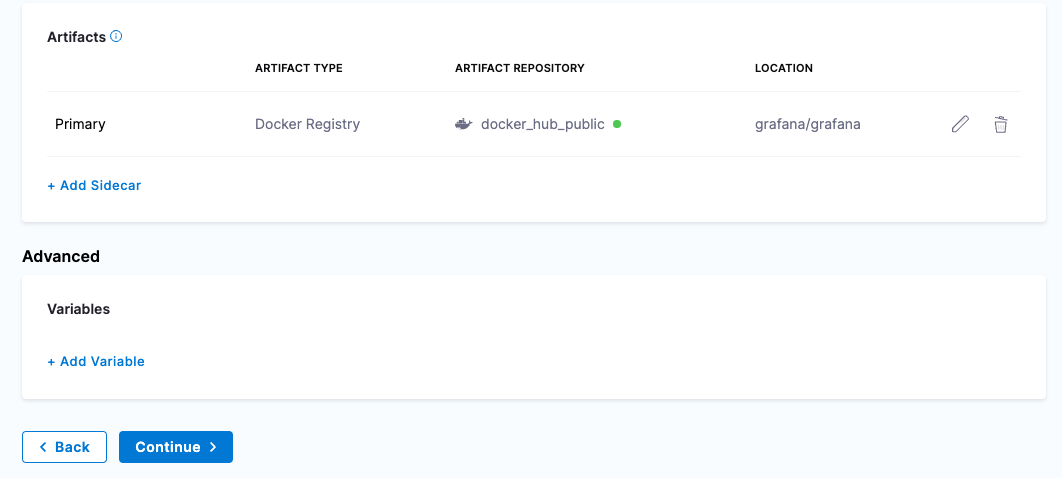 Artifacts
ARTIFACT TYPE ARTIFACT REPOSITORY LOCATION
Primary Docker Registry docker_hub_public grafana/grafana
+ Add Sidecar
Advanced
Variables
+ Add Variable
Back Continue